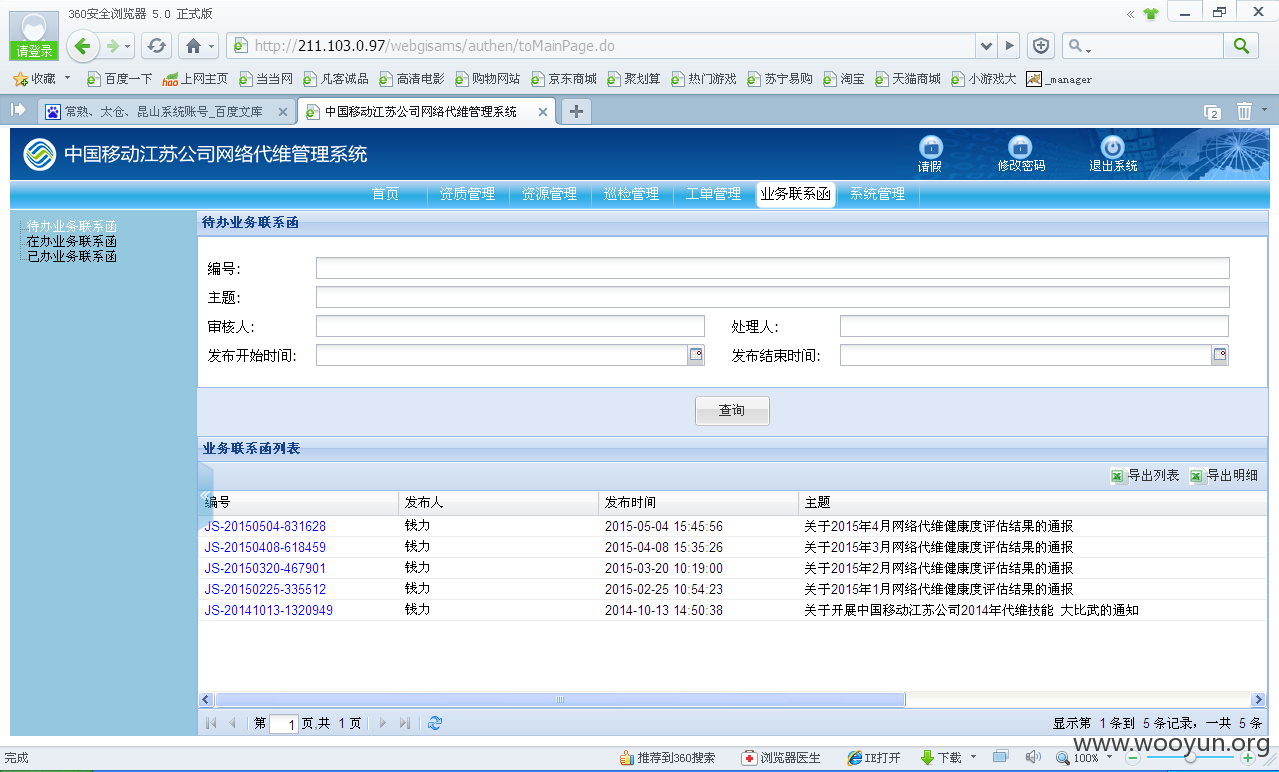 360安全浏览器 5.0 正式版
请登录
http://211.103.0.97/webgisams/authen/toMainPage.do
收藏 百度一下 上网主页 当当网 凡客诚品 高清电影 购物网站 京东商城 聚划算 热门游戏 苏宁易购 淘宝 天猫商城 小游戏大 _manager
常熟、太仓、昆山系统账号_百度文库 中国移动江苏公司网络代维管理系统 2
中国移动江苏公司网络代维管理系统 请假 修改密码 退出系统
首页 资质管理 资源管理 巡检管理 工单管理 业务联系函 系统管理
待办业务联系函
在办业务联系函
已办业务联系函
待办业务联系函
编号:
主题:
审核人: 处理人:
发布开始时间: 发布结束时间:
查询
业务联系函列表
导出列表 导出明细
编号 发布人 发布时间 主题
JS-20150504-831628 钱力 2015-05-04 15:45:56 关于2015年4月网络代维健康度评估结果的通报
JS-20150408-618459 钱力 2015-04-08 15:35:26 关于2015年3月网络代维健康度评估结果的通报
JS-20150320-467901 钱力 2015-03-20 10:19:00 关于2015年2月网络代维健康度评估结果的通报
JS-20150225-335512 钱力 2015-02-25 10:54:23 关于2015年1月网络代维健康度评估结果的通报
JS-20141013-1320949 钱力 2014-10-13 14:50:38 关于开展中国移动江苏公司2014年代维技能 大比武的通知
第 1 页,共 1 页 显示第 1 条到 5 条记录，一共 5 条
www.wooyun.org
完成 推荐到360搜索 浏览器医生 IE打开 下载 100%